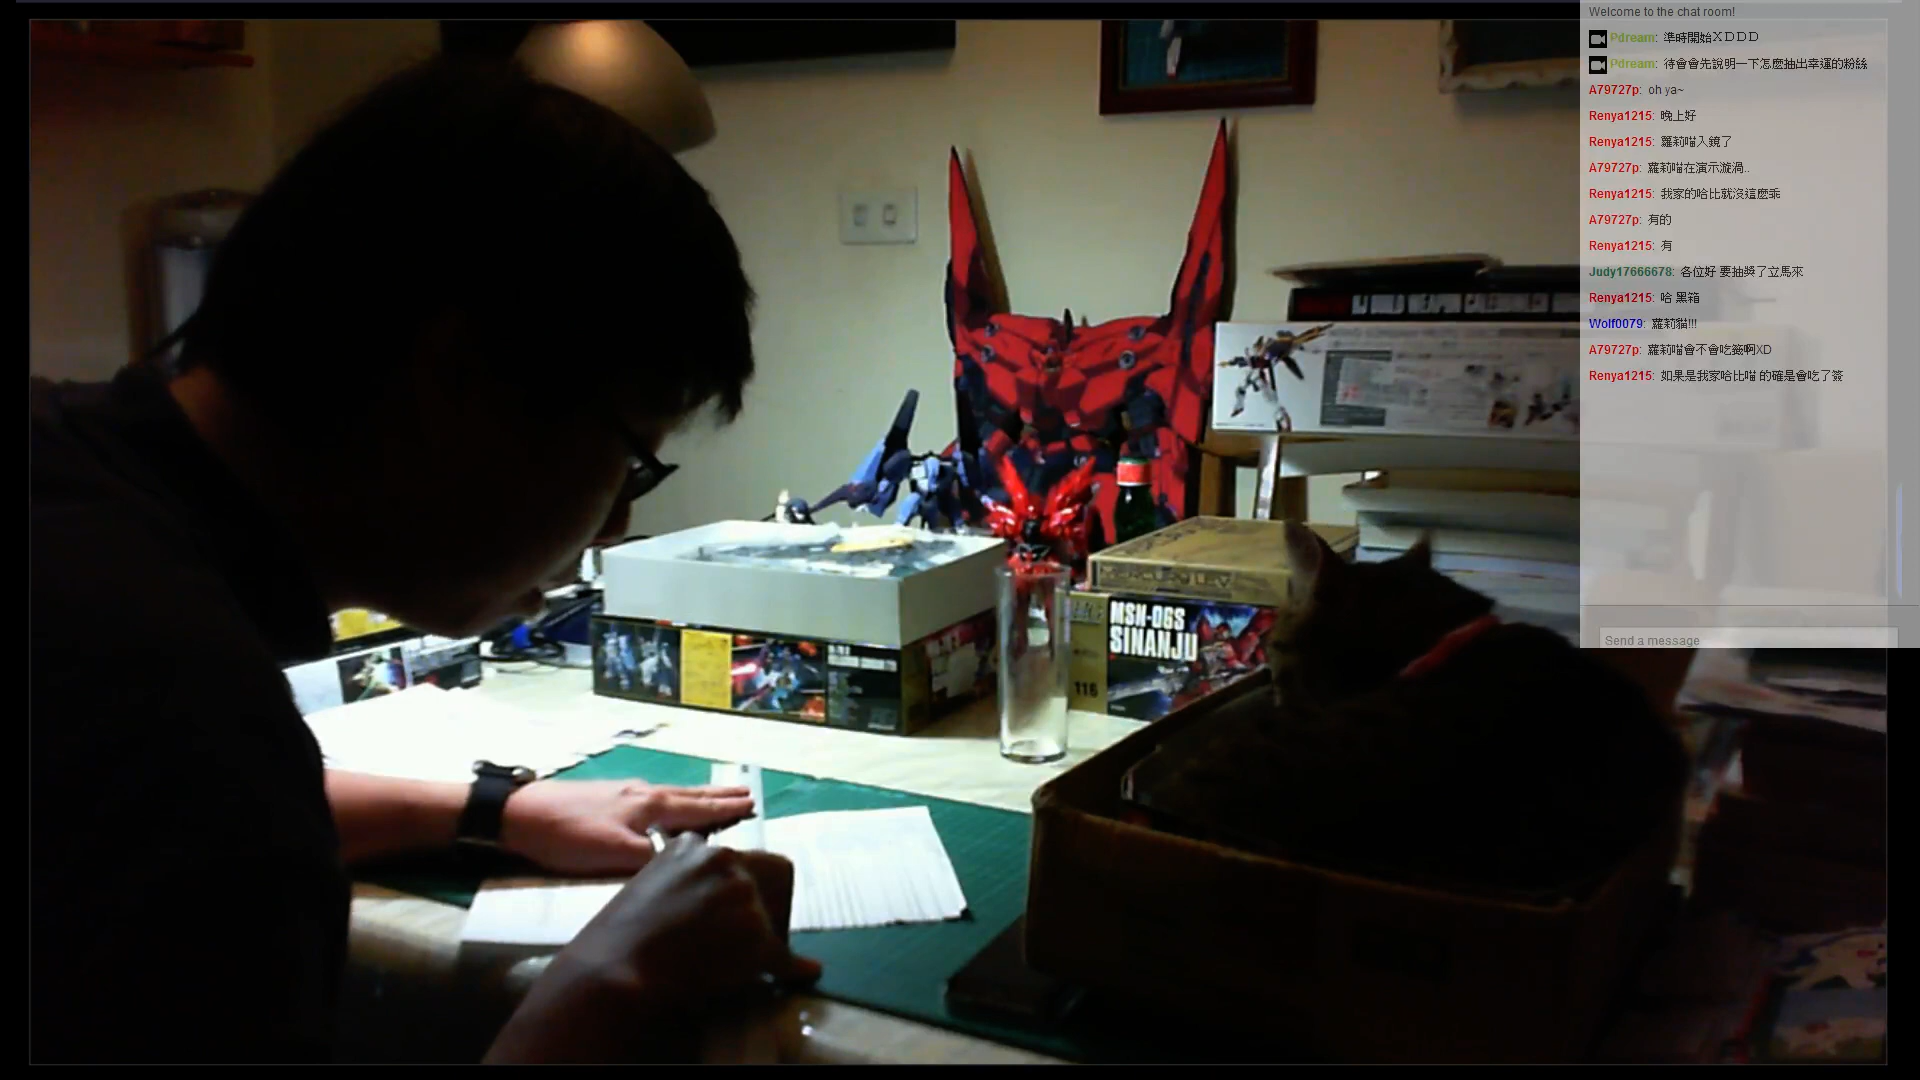 Welcome to the chat room!
Pdream: 準時開始XDDD
Pdream: 待會會先說明一下怎麼抽出幸運的粉絲
A79727p: oh ya~
Renya1215: 晚上好
Renya1215: 蘿莉喵入鏡了
A79727p: 蘿莉喵在演示漩渦..
Renya1215: 我家的哈比就沒這麼乖
A79727p: 有的
Renya1215: 有
Judy17666678: 各位好 要抽獎了立馬來
Renya1215: 哈 黑箱
Wolf0079: 蘿莉貓!!!
A79727p: 蘿莉喵會不會吃籤啊XD
Renya1215: 如果是我家哈比喵 的確是會吃了簽
Send a message
MSN-06S
SINANJU
116